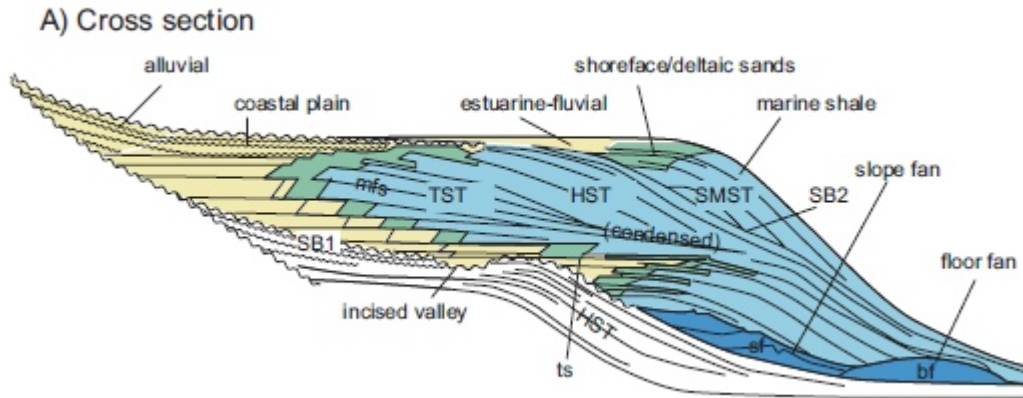 A) Cross section
alluvial
shoreface/deltaic sands
coastal plain
estuarine-fluvial
marine shale
slope fan
mfs
TST
HST
SMST
SB2
SB1
(condensed)
floor fan
incised valley
HST
sf
ts
bf